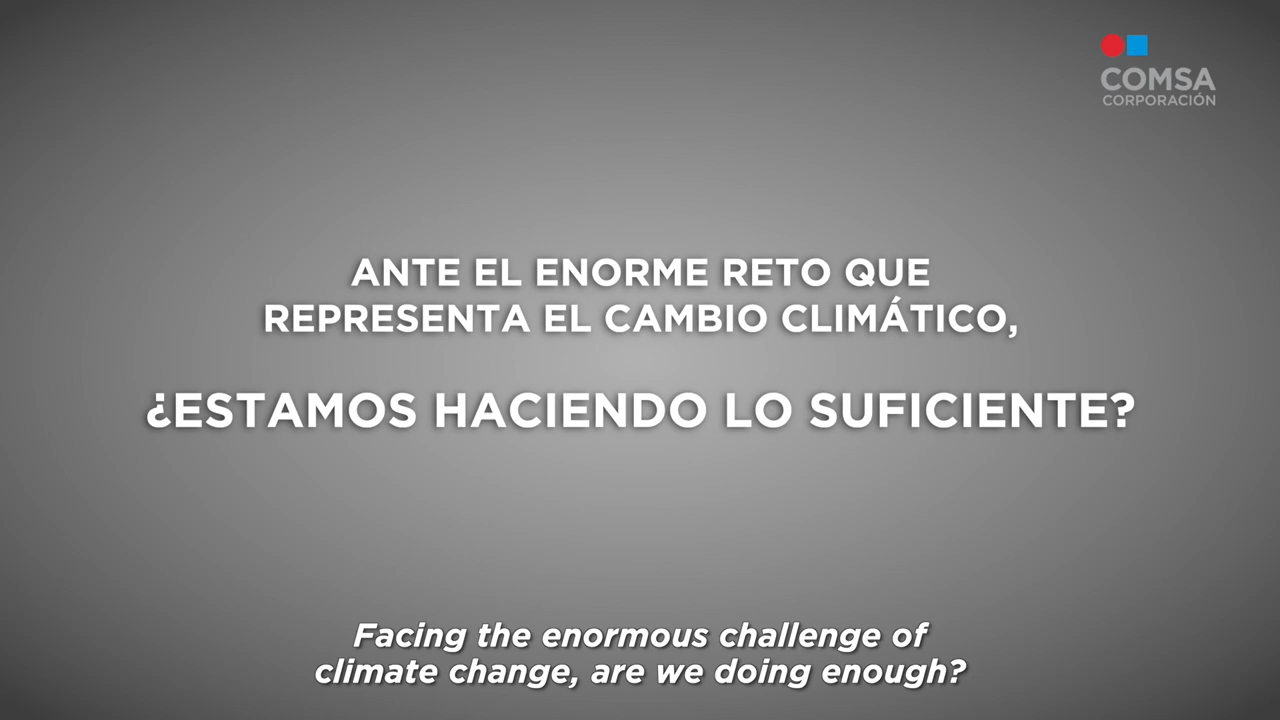 COMSA
CORPORACIÓN
ANTE EL ENORME RETO QUE
REPRESENTA EL CAMBIO CLIMÁTICO,
¿ESTAMOS HACIENDO LO SUFICIENTE?
Facing the enormous challenge of
climate change, are we doing enough?